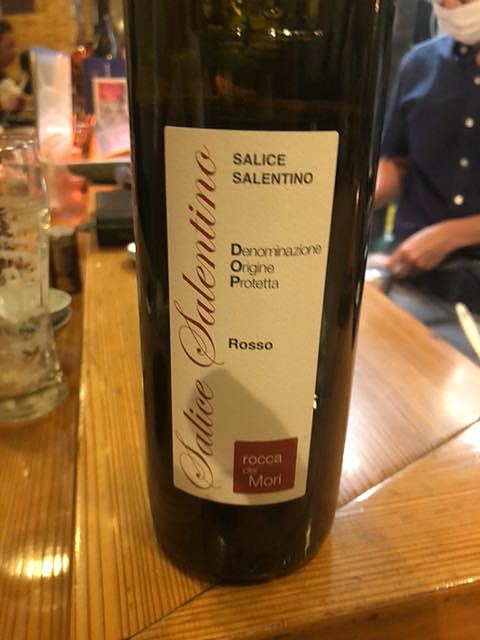 Salice Salentino
SALICE
SALENTINO
Denominazione
Origine
Protetta
Rosso
rocca
dei
Mori